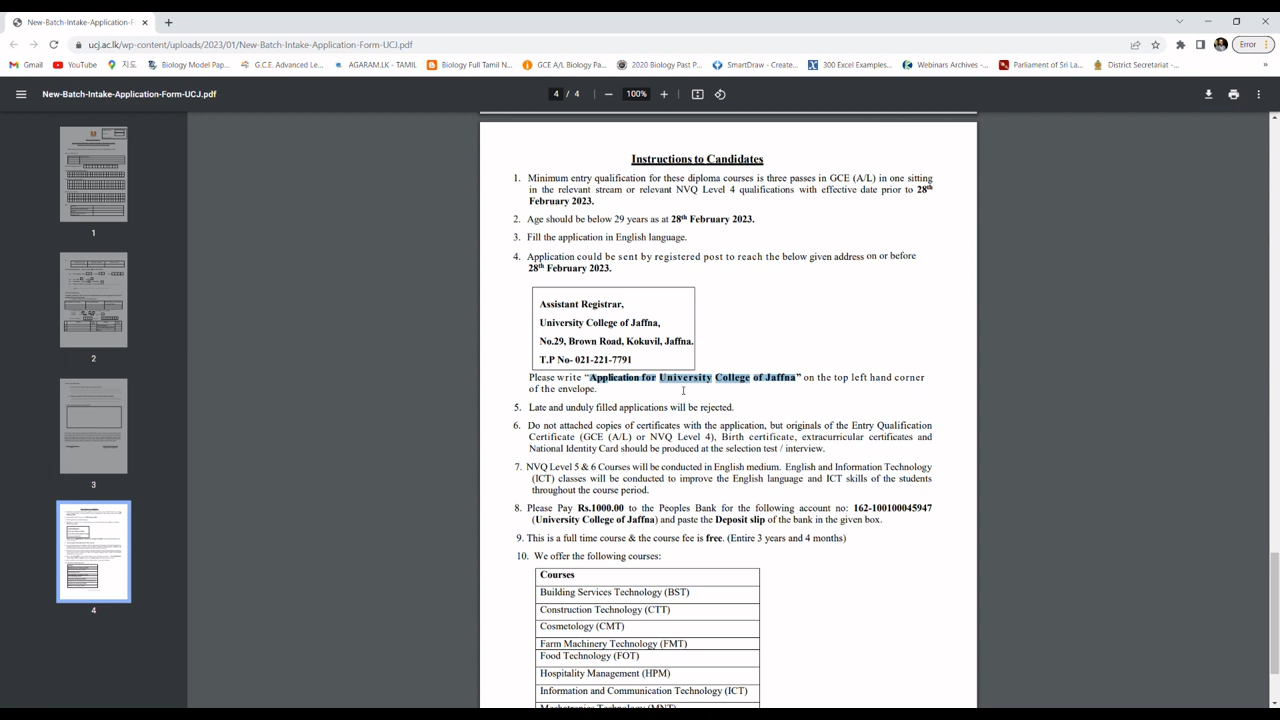 New-Batch-Intake-Application-F
ucj.ac.lk/wp-content/uploads/2023/01/New-Batch-Intake-Application-Form-UCJ.pdf
Error
Gmail
YouTube
지도
Biology Model Pap...
G.C.E. Advanced Le...
AGARAM.LK - TAMIL
Biology Full Tamil N...
GCE A/L Biology Pa...
2020 Biology Past P...
SmartDraw - Create...
300 Excel Examples...
Webinars Archives -...
Parliament of Sri La...
District Secretariat -...
»
New-Batch-Intake-Application-Form-UCJ.pdf
4 / 4
100%
1
2
3
4
Instructions to Candidates
1. Minimum entry qualification for these diploma courses is three passes in GCE (A/L) in one sitting
in the relevant stream or relevant NVQ Level 4 qualifications with effective date prior to 28th
February 2023.
2. Age should be below 29 years as at 28th February 2023.
3. Fill the application in English language.
4. Application could be sent by registered post to reach the below given address on or before
28th February 2023.
Assistant Registrar,
University College of Jaffna,
No.29, Brown Road, Kokuvil, Jaffna.
T.P No- 021-221-7791
Please write “Application for University College of Jaffna” on the top left hand corner
of the envelope.
5. Late and unduly filled applications will be rejected.
6. Do not attached copies of certificates with the application, but originals of the Entry Qualification
Certificate (GCE (A/L) or NVQ Level 4), Birth certificate, extracurricular certificates and
National Identity Card should be produced at the selection test / interview.
7. NVQ Level 5 & 6 Courses will be conducted in English medium. English and Information Technology
(ICT) classes will be conducted to improve the English language and ICT skills of the students
throughout the course period.
8. Please Pay Rs.1000.00 to the Peoples Bank for the following account no: 162-100100045947
(University College of Jaffna) and paste the Deposit slip of the bank in the given box.
9. This is a full time course & the course fee is free. (Entire 3 years and 4 months)
10. We offer the following courses:
Courses
Building Services Technology (BST)
Construction Technology (CTT)
Cosmetology (CMT)
Farm Machinery Technology (FMT)
Food Technology (FOT)
Hospitality Management (HPM)
Information and Communication Technology (ICT)
Mechatronics Technology (MNT)